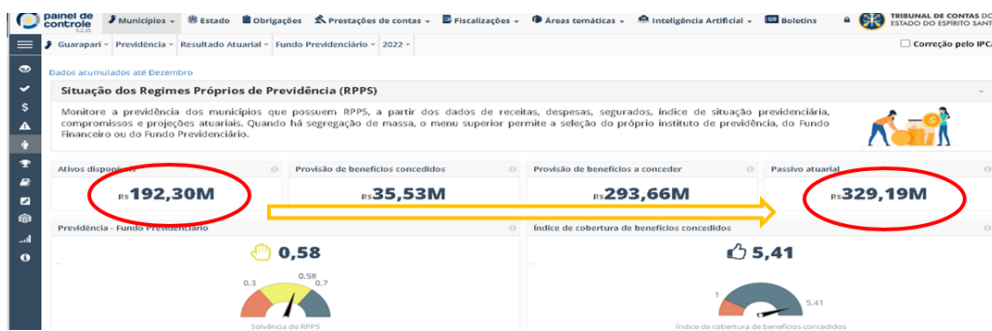 painel de controle
5.2.35
Municípios
Estado
Obrigações
Prestações de contas
Fiscalizações
Áreas temáticas
Inteligência Artificial
Boletins
TRIBUNAL DE CONTAS DO
ESTADO DO ESPÍRITO SANT
Guarapari
Previdência
Resultado Atuarial
Fundo Previdenciário
2022
Correção pelo IPCA
Dados acumulados até Dezembro
Situação dos Regimes Próprios de Previdência (RPPS)
Monitore a previdência dos municípios que possuem RPPS, a partir dos dados de receitas, despesas, segurados, índice de situação previdenciária,
compromissos e projeções atuariais. Quando há segregação de massa, o menu superior permite a seleção do próprio instituto de previdência, do Fundo
Financeiro ou do Fundo Previdenciário.
Ativos disponíveis
R$192,30M
Provisão de benefícios concedidos
R$35,53M
Provisão de benefícios a conceder
R$293,66M
Passivo atuarial
R$329,19M
Previdência - Fundo Previdenciário
0,58
0,3
0,58
0,7
Solvência do RPPS
Índice de cobertura de benefícios concedidos
5,41
1
5,41
Índice de cobertura de benefícios concedidos